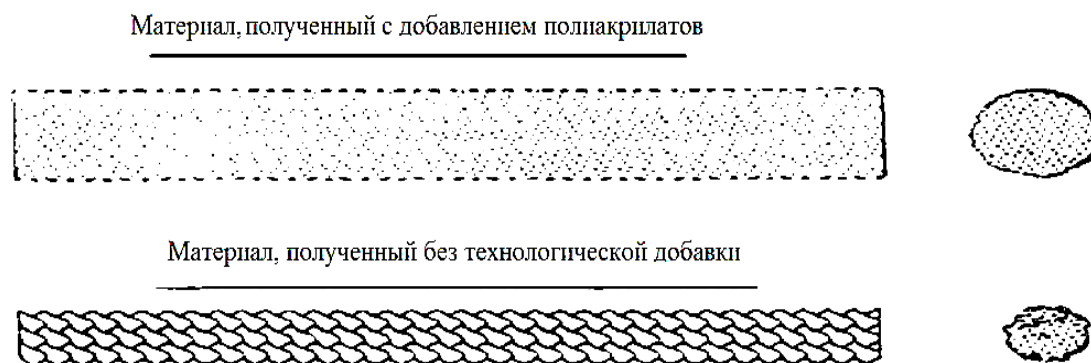 Материал, полученный с добавлением полиакрилатов
Материал, полученный без технологической добавки